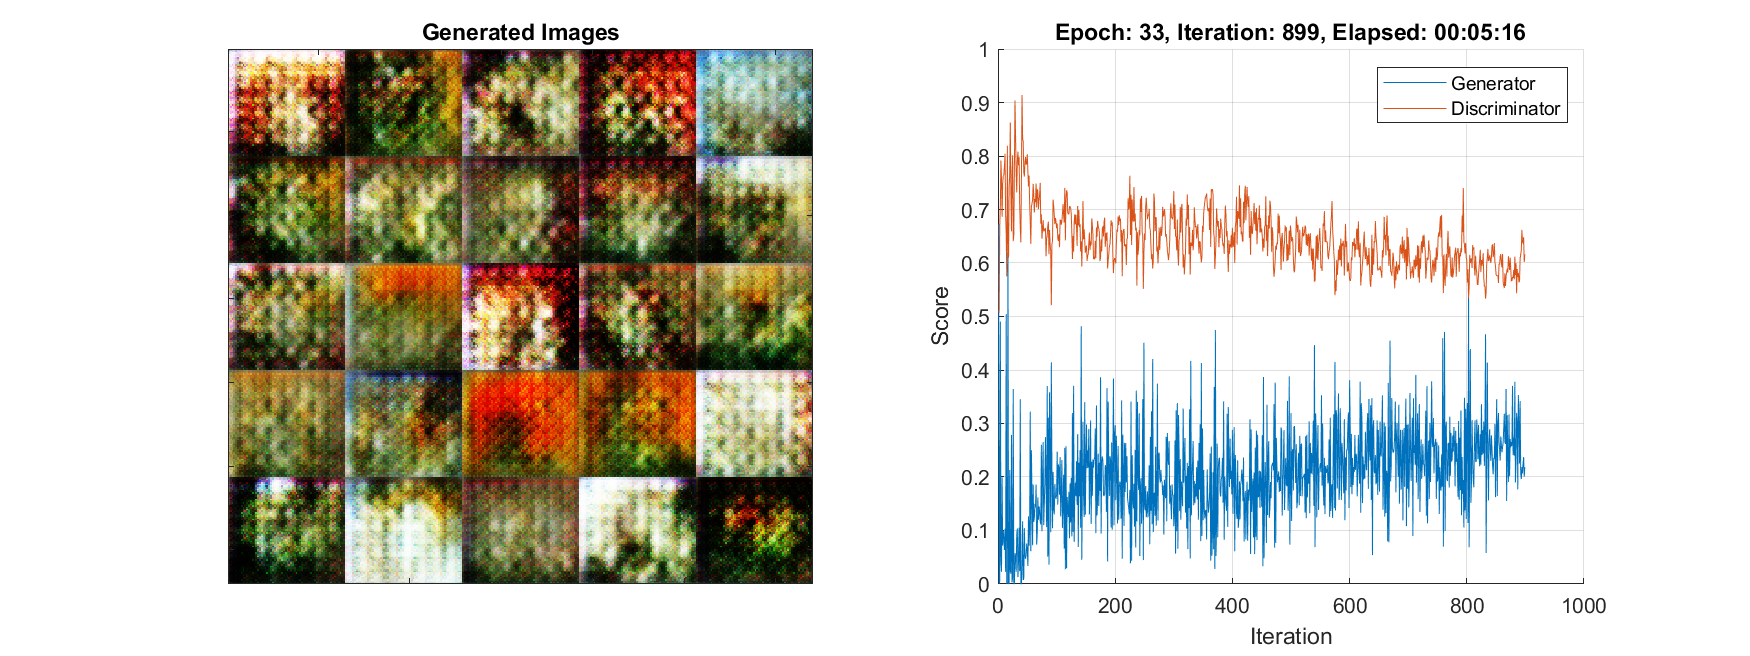 Generated Images
Epoch: 33, Iteration: 899, Elapsed: 00:05:16
Generator
Discriminator
1
0.9
0.8
0.7
0.6
0.5
0.4
0.3
0.2
0.1
0
Score
0
200
400
600
800
1000
Iteration